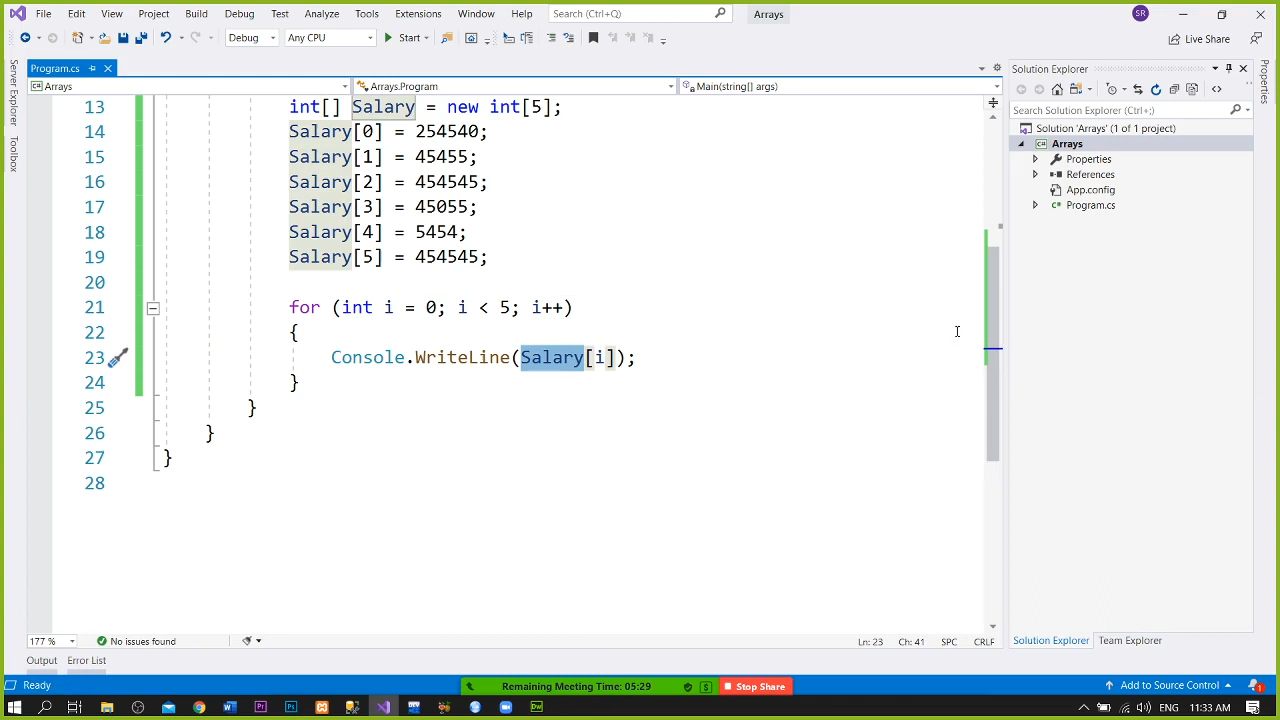 File Edit View Project Build Debug Test Analyze Tools Extensions Window Help Search (Ctrl+Q) Arrays SR
Debug Any CPU Start Live Share
Server Explorer
Toolbox
Program.cs
Arrays Arrays.Program Main(string[] args)
13 int[] Salary = new int[5];
14 Salary[0] = 254540;
15 Salary[1] = 45455;
16 Salary[2] = 454545;
17 Salary[3] = 45055;
18 Salary[4] = 5454;
19 Salary[5] = 454545;
20
21 for (int i = 0; i < 5; i++)
22 {
23 Console.WriteLine(Salary[i]);
24 }
25 }
26 }
27 }
28
177 % No issues found Ln: 23 Ch: 41 SPC CRLF
Solution Explorer
Search Solution Explorer (Ctrl+;)
Solution 'Arrays' (1 of 1 project)
C# Arrays
Properties
References
App.config
C# Program.cs
Solution Explorer Team Explorer
Properties
Output Error List
Ready Remaining Meeting Time: 05:29 Stop Share Add to Source Control 1
ENG 11:33 AM